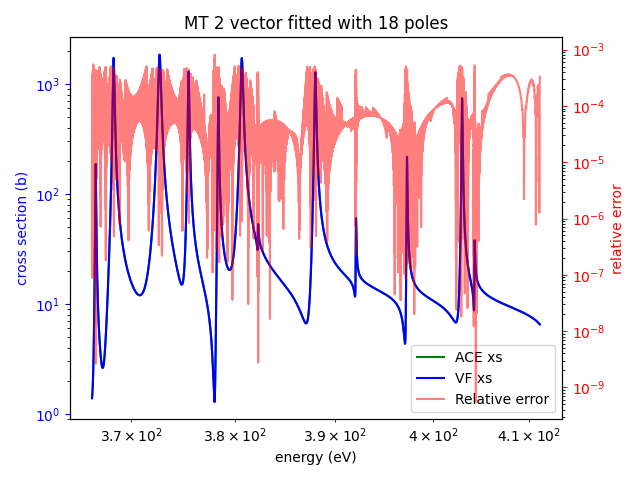 MT 2 vector fitted with 18 poles
cross section (b)
10³
10²
10¹
10⁰
relative error
10⁻³
10⁻⁴
10⁻⁵
10⁻⁶
10⁻⁷
10⁻⁸
10⁻⁹
ACE xs
VF xs
Relative error
3.7 × 10² 3.8 × 10² 3.9 × 10² 4 × 10² 4.1 × 10²
energy (eV)